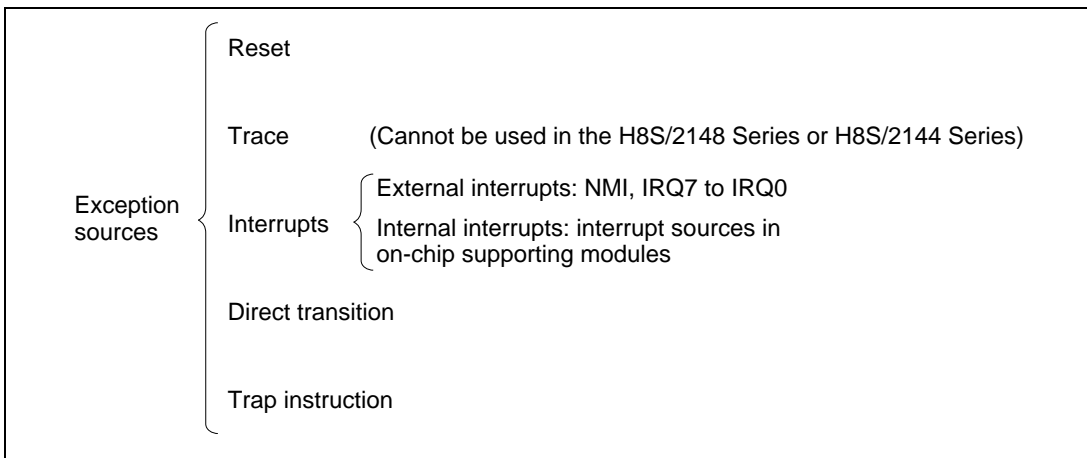 Reset
Trace (Cannot be used in the H8S/2148 Series or H8S/2144 Series)
Exception
sources
Interrupts
External interrupts: NMI, IRQ7 to IRQ0
Internal interrupts: interrupt sources in
on-chip supporting modules
Direct transition
Trap instruction